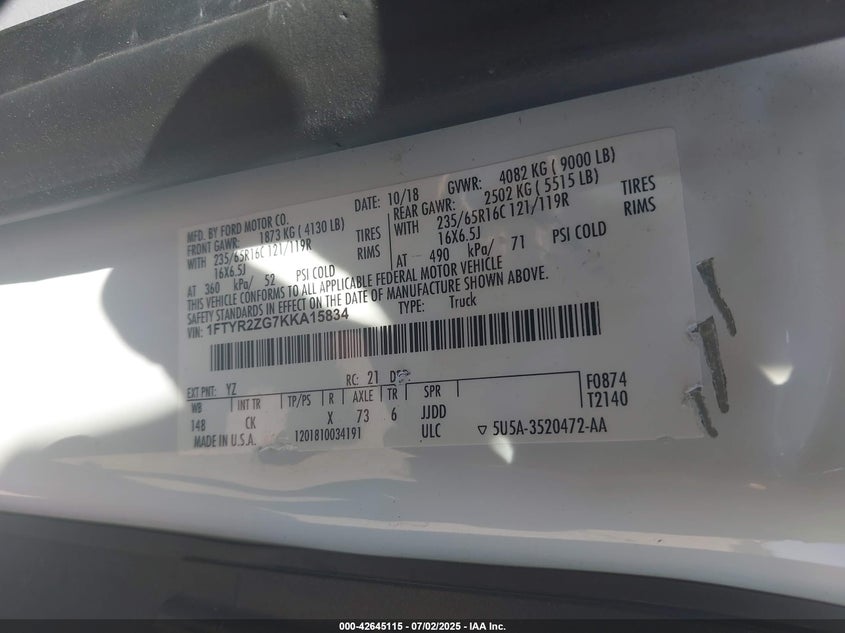 MFD. BY FORD MOTOR CO.
DATE: 10/18 GVWR: 4082 KG ( 9000 LB)
FRONT GAWR: 1873 KG ( 4130 LB)
REAR GAWR: 2502 KG ( 5515 LB)
WITH 235/65R16C 121/119R TIRES
WITH 235/65R16C 121/119R TIRES
16X6.5J RIMS
16X6.5J RIMS
AT 360 kPa/ 52 PSI COLD
AT 490 kPa/ 71 PSI COLD
THIS VEHICLE CONFORMS TO ALL APPLICABLE FEDERAL MOTOR VEHICLE
SAFETY STANDARDS IN EFFECT ON THE DATE OF MANUFACTURE SHOWN ABOVE.
VIN: 1FTYR2ZG7KKA15834 TYPE: Truck
EXT PNT: YZ RC: 21
WB INT TR TP/PS R AXLE TR SPR
148 CK X 73 6 JJDD
F0874
T2140
MADE IN U.S.A. 1201810034191 ULC ▽ 5U5A-3520472-AA
000-42645115 - 07/02/2025 - IAA Inc.